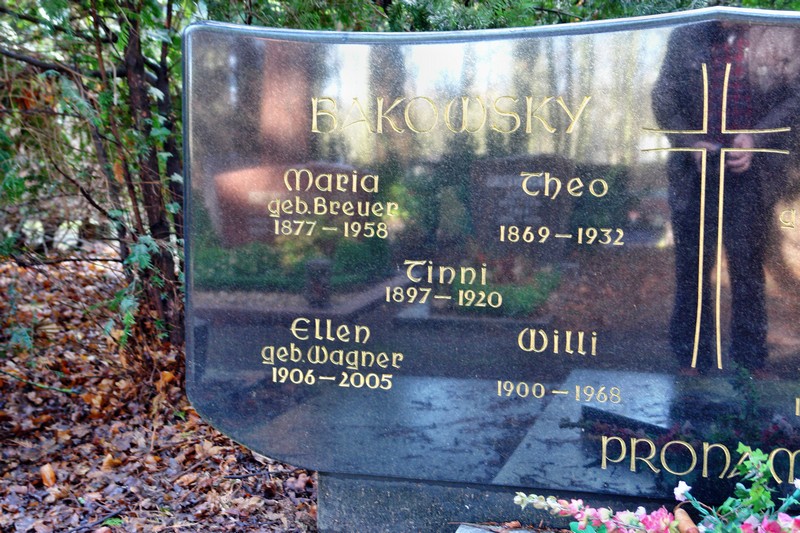 BAKOWSKY
Maria
geb. Breuer
1877 – 1958
Theo
1869 – 1932
Tinni
1897 – 1920
Ellen
geb. Wagner
1906 – 2005
Willi
1900 – 1968